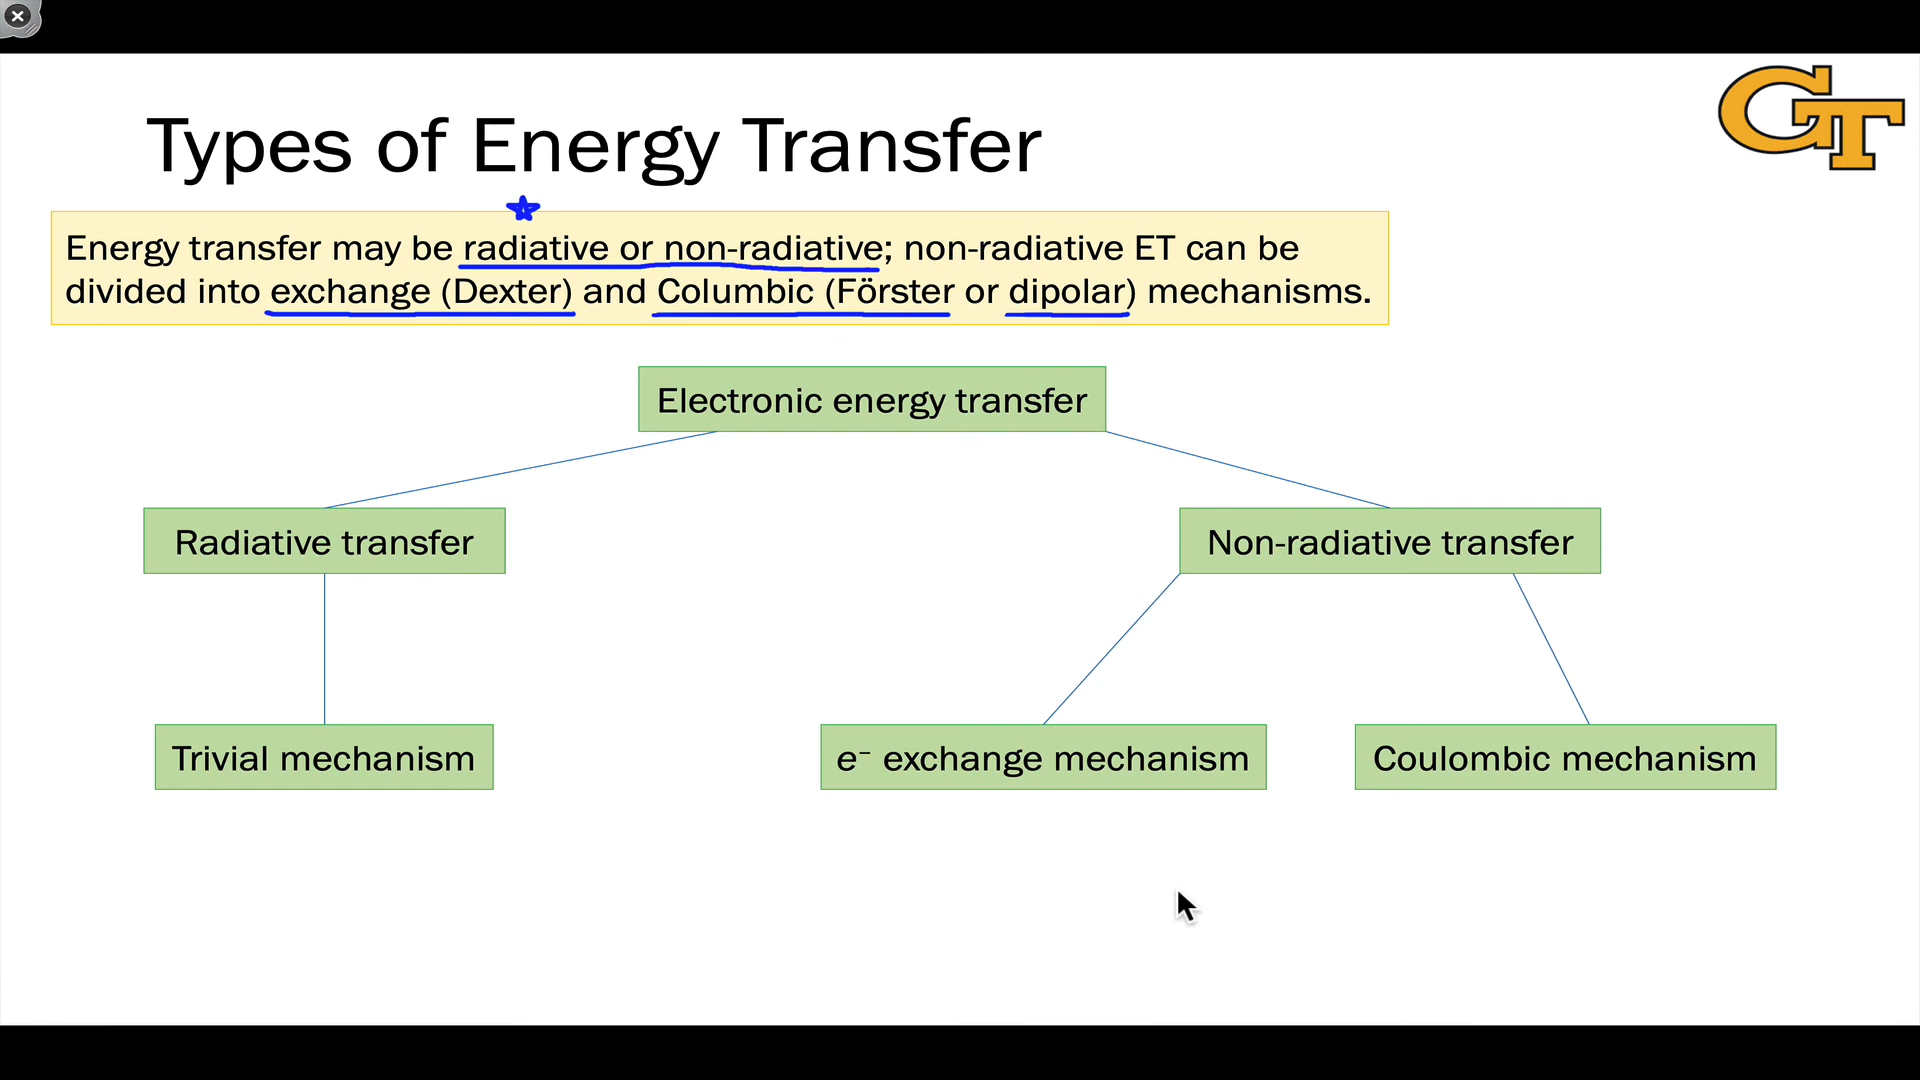 GT
Types of Energy Transfer
Energy transfer may be radiative or non-radiative; non-radiative ET can be
divided into exchange (Dexter) and Columbic (Förster or dipolar) mechanisms.
Electronic energy transfer
Radiative transfer
Non-radiative transfer
Trivial mechanism
e⁻ exchange mechanism
Coulombic mechanism